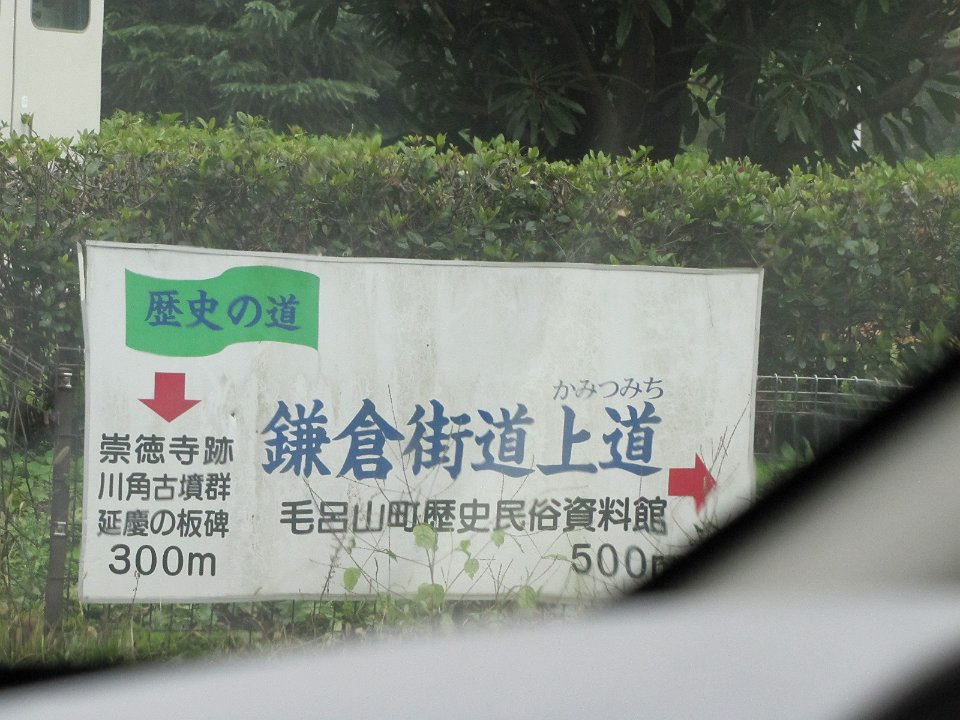 歴史の道
崇徳寺跡
川角古墳群
延慶の板碑
300m
かみつみち
鎌倉街道上道
毛呂山町歴史民俗資料館
500m